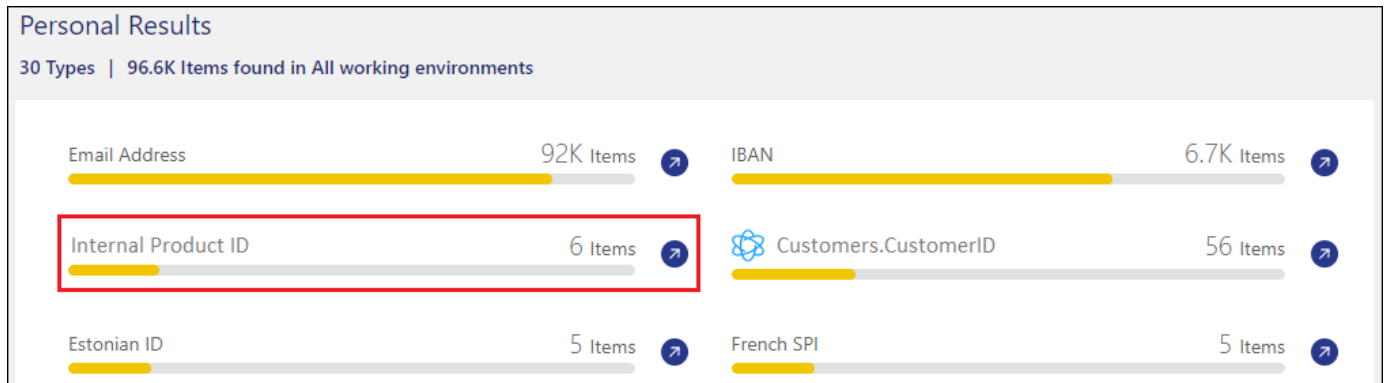 Personal Results
30 Types | 96.6K Items found in All working environments
Email Address 92K Items
IBAN 6.7K Items
Internal Product ID 6 Items
Customers.CustomerID 56 Items
Estonian ID 5 Items
French SPI 5 Items